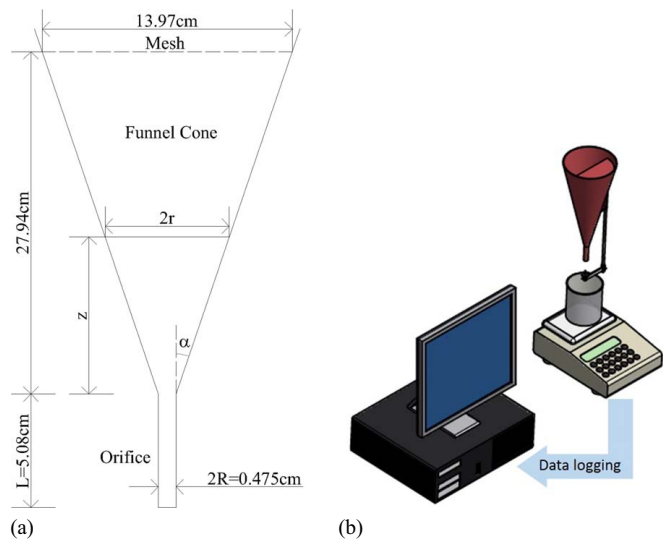 13.97cm
Mesh
Funnel Cone
27.94cm
2r
z
α
L=5.08cm
Orifice
2R=0.475cm
Data logging
(a)
(b)